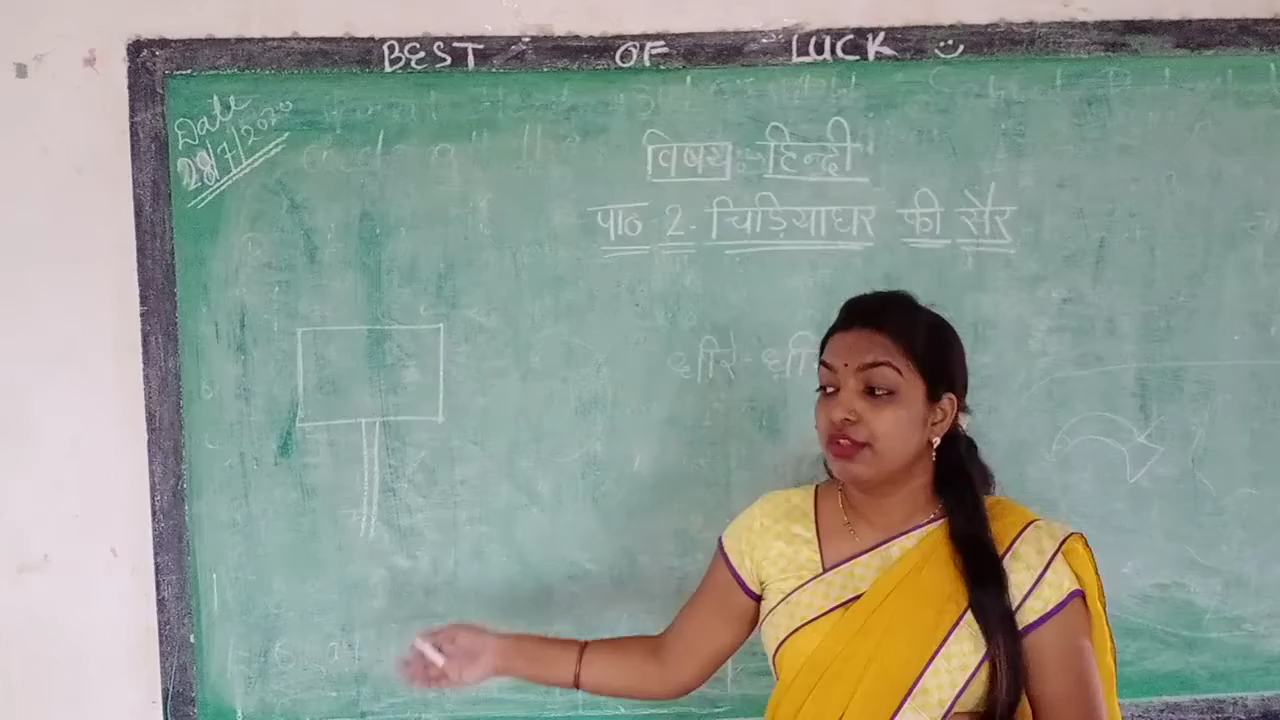 BEST OF LUCK
Date
28/7/2020
विषय :- हिन्दी
पाठ 2. चिड़ियाघर की सैर
धीरे-